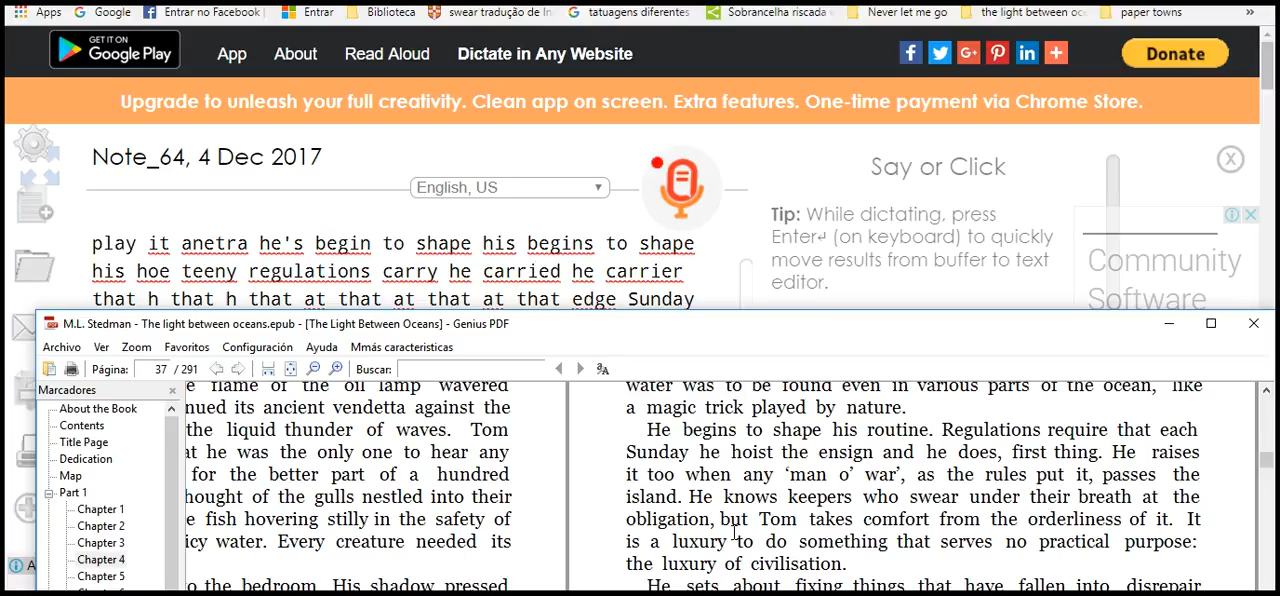 Apps
Google
Entrar no Facebook
Entrar
Biblioteca
swear tradução de In
tatuagens diferentes
Sobrancelha riscada
Never let me go
the light between oc
paper towns
»
GET IT ON
Google Play
App
About
Read Aloud
Dictate in Any Website
Donate
Upgrade to unleash your full creativity. Clean app on screen. Extra features. One-time payment via Chrome Store.
Note_64, 4 Dec 2017
English, US
Say or Click
Tip: While dictating, press
Enter↵ (on keyboard) to quickly
move results from buffer to text
editor.
play it anetra he's begin to shape his begins to shape
his hoe teeny regulations carry he carried he carrier
that h that h that at that at that at that edge Sunday
Community
Software
M.L. Stedman - The light between oceans.epub - [The Light Between Oceans] - Genius PDF
Archivo Ver Zoom Favoritos Configuración Ayuda Mmás caracteristicas
Página: 37 / 291
Buscar:
Marcadores
About the Book
Contents
Title Page
Dedication
Map
Part 1
Chapter 1
Chapter 2
Chapter 3
Chapter 4
Chapter 5
e flame of the oil lamp wavered
nued its ancient vendetta against the
the liquid thunder of waves. Tom
at he was the only one to hear any
for the better part of a hundred
hought of the gulls nestled into their
e fish hovering stilly in the safety of
icy water. Every creature needed its
to the bedroom. His shadow pressed
water was to be found even in various parts of the ocean, like
a magic trick played by nature.
He begins to shape his routine. Regulations require that each
Sunday he hoist the ensign and he does, first thing. He raises
it too when any ‘man o’ war’, as the rules put it, passes the
island. He knows keepers who swear under their breath at the
obligation, but Tom takes comfort from the orderliness of it. It
is a luxury to do something that serves no practical purpose:
the luxury of civilisation.
He sets about fixing things that have fallen into disrepair